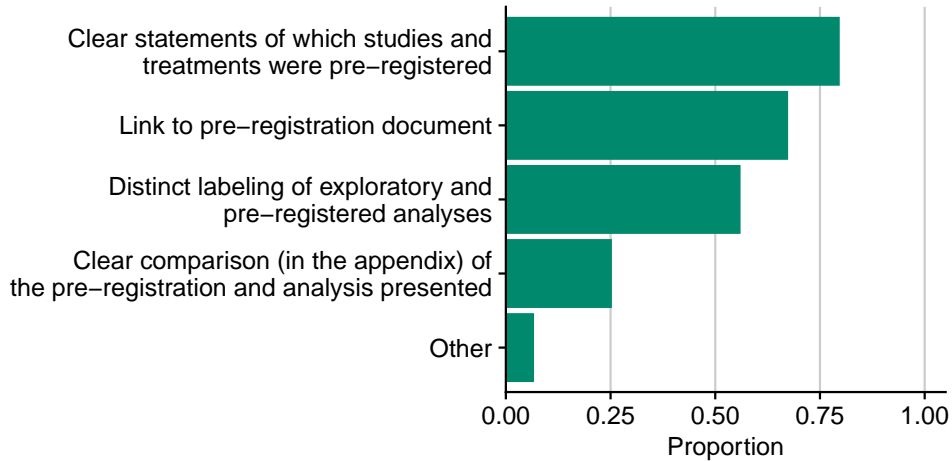 Clear statements of which studies and
treatments were pre−registered
Link to pre−registration document
Distinct labeling of exploratory and
pre−registered analyses
Clear comparison (in the appendix) of
the pre−registration and analysis presented
Other
0.00 0.25 0.50 0.75 1.00
Proportion